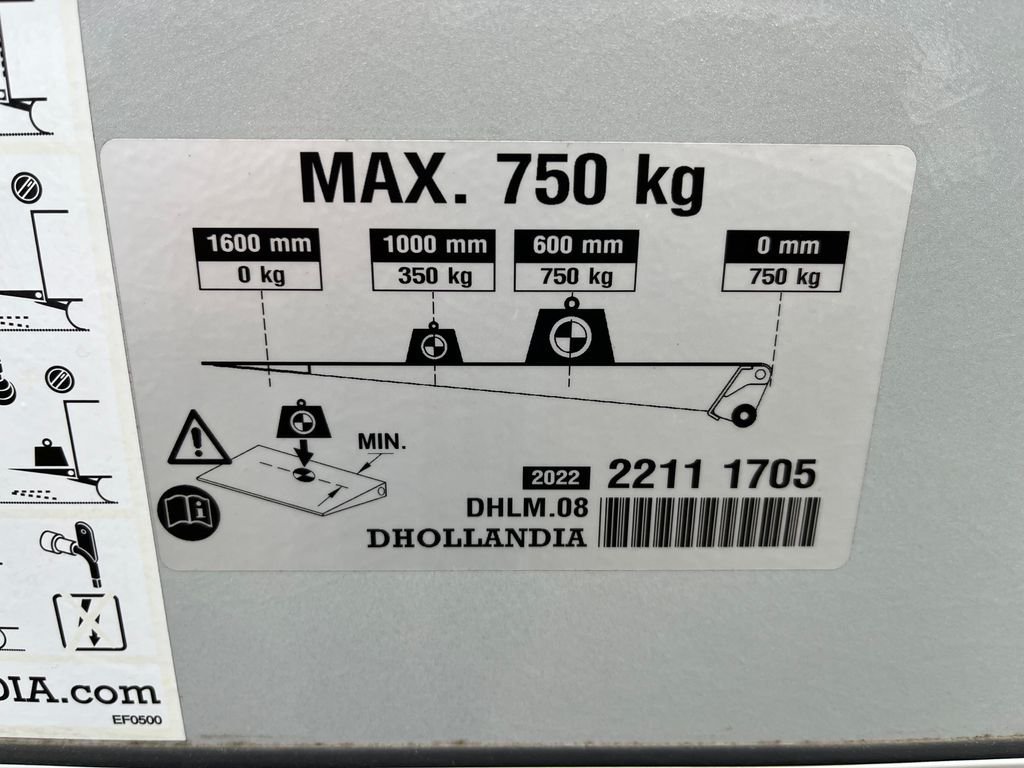 MAX. 750 kg
1600 mm 1000 mm 600 mm 0 mm
0 kg 350 kg 750 kg 750 kg
MIN.
2022 2211 1705
DHLM.08
DHOLLANDIA
DIA.com
EF0500